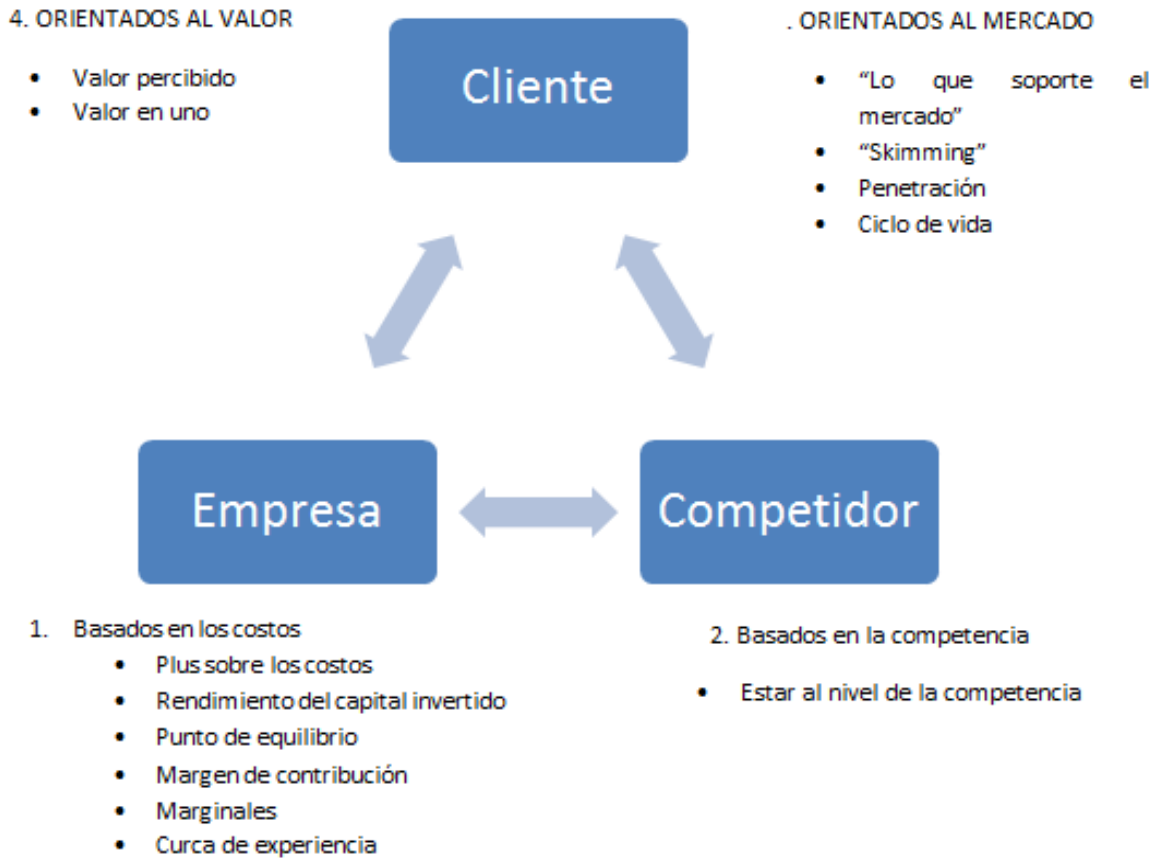 4. ORIENTADOS AL VALOR
• Valor percibido
• Valor en uno
Cliente
. ORIENTADOS AL MERCADO
• “Lo que soporte el
mercado”
• “Skimming”
• Penetración
• Ciclo de vida
Empresa
Competidor
1. Basados en los costos
• Plus sobre los costos
• Rendimiento del capital invertido
• Punto de equilibrio
• Margen de contribución
• Marginales
• Curca de experiencia
2. Basados en la competencia
• Estar al nivel de la competencia